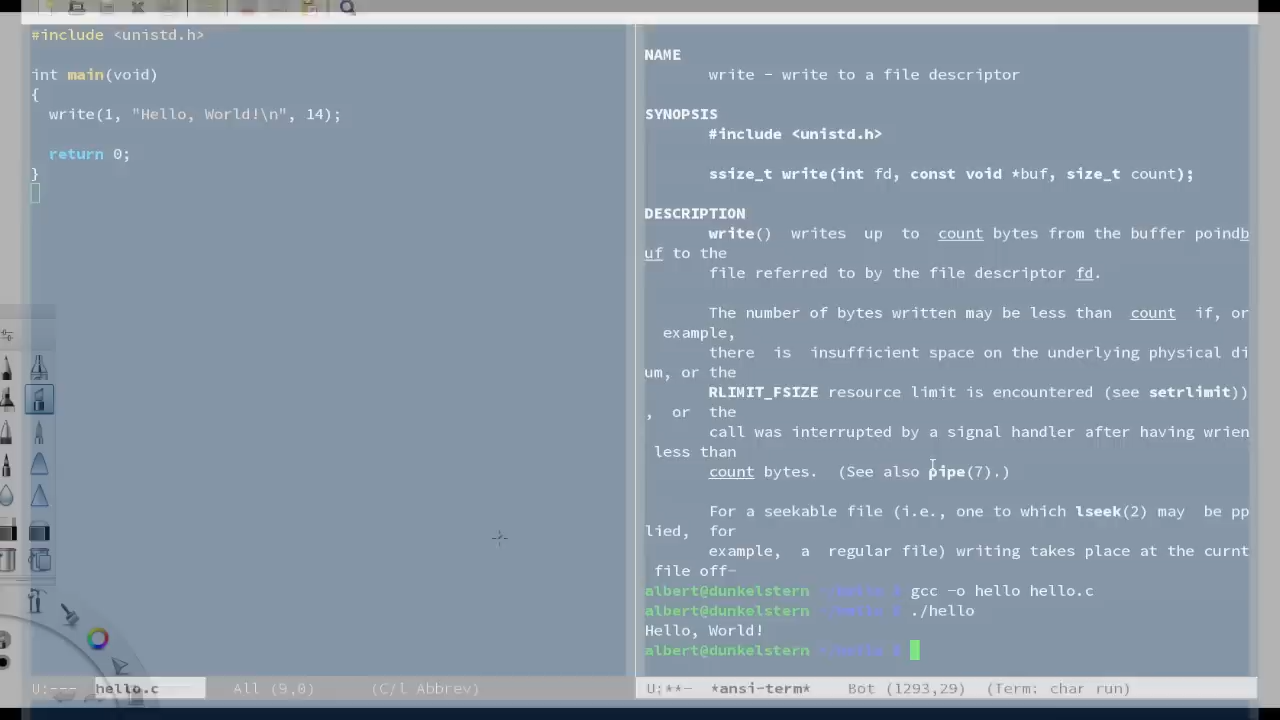 #include <unistd.h>
int main(void)
{
write(1, "Hello, World!\n", 14);
return 0;
}
U:--- hello.c All (9,0) (C/l Abbrev)
NAME
write - write to a file descriptor
SYNOPSIS
#include <unistd.h>
ssize_t write(int fd, const void *buf, size_t count);
DESCRIPTION
write() writes up to count bytes from the buffer poindb
uf to the
file referred to by the file descriptor fd.
The number of bytes written may be less than count if, or
example,
there is insufficient space on the underlying physical di
um, or the
RLIMIT_FSIZE resource limit is encountered (see setrlimit))
, or the
call was interrupted by a signal handler after having wrien
less than
count bytes. (See also pipe(7).)
For a seekable file (i.e., one to which lseek(2) may be pp
lied, for
example, a regular file) writing takes place at the curnt
file off-
albert@dunkelstern ~/hello $ gcc -o hello hello.c
albert@dunkelstern ~/hello $ ./hello
Hello, World!
albert@dunkelstern ~/hello $
U:**- *ansi-term* Bot (1293,29) (Term: char run)